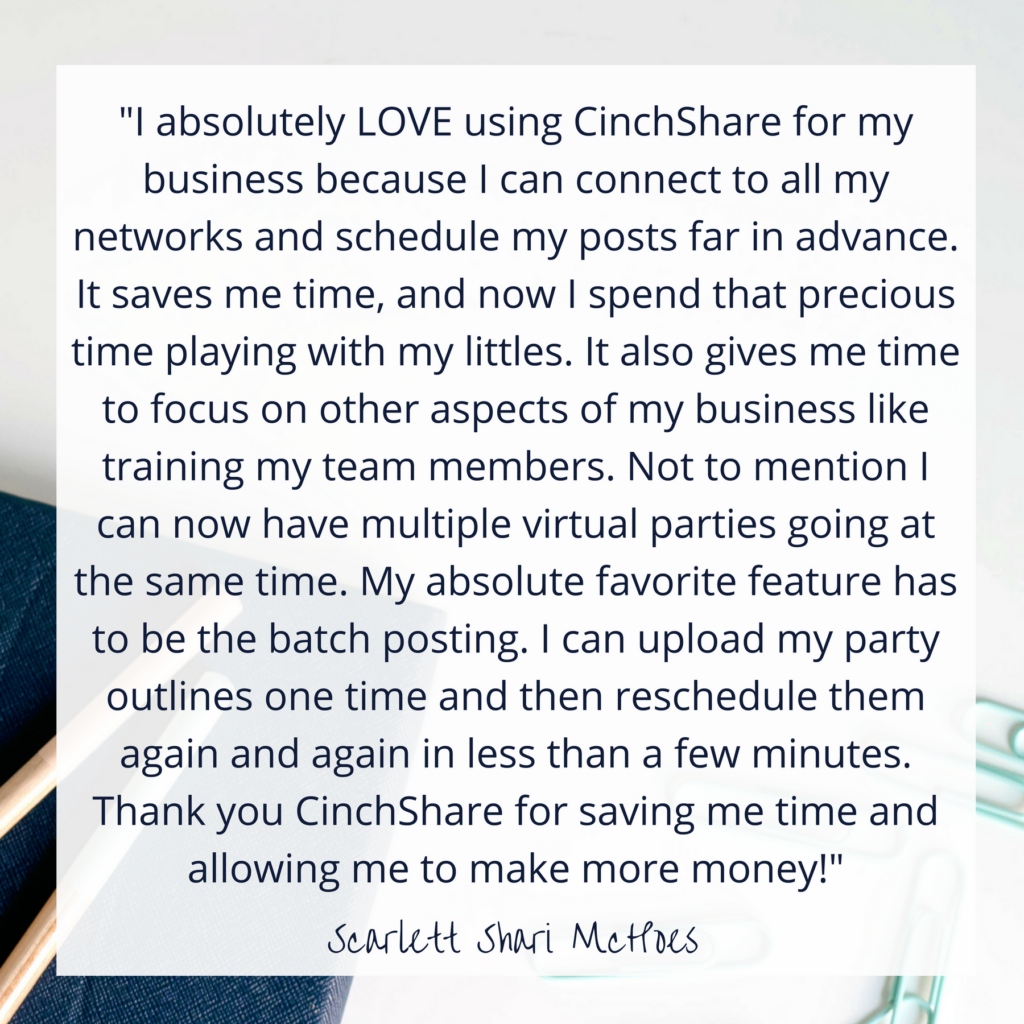 "I absolutely LOVE using CinchShare for my
business because I can connect to all my
networks and schedule my posts far in advance.
It saves me time, and now I spend that precious
time playing with my littles. It also gives me time
to focus on other aspects of my business like
training my team members. Not to mention I
can now have multiple virtual parties going at
the same time. My absolute favorite feature has
to be the batch posting. I can upload my party
outlines one time and then reschedule them
again and again in less than a few minutes.
Thank you CinchShare for saving me time and
allowing me to make more money!"
Scarlett Shari McHoes